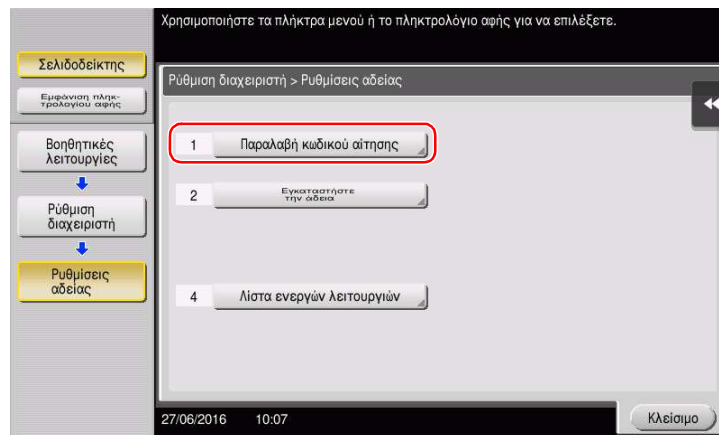 Χρησιμοποιήστε τα πλήκτρα μενού ή το πληκτρολόγιο αφής για να επιλέξετε.
Σελιδοδείκτης
Εμφάνιση πληκ-
τρολογίου αφής
Βοηθητικές
λειτουργίες
Ρύθμιση
διαχειριστή
Ρυθμίσεις
αδείας
Ρύθμιση διαχειριστή > Ρυθμίσεις αδείας
1 Παραλαβή κωδικού αίτησης
2 Εγκαταστήστε
την άδεια
4 Λίστα ενεργών λειτουργιών
27/06/2016 10:07
Κλείσιμο